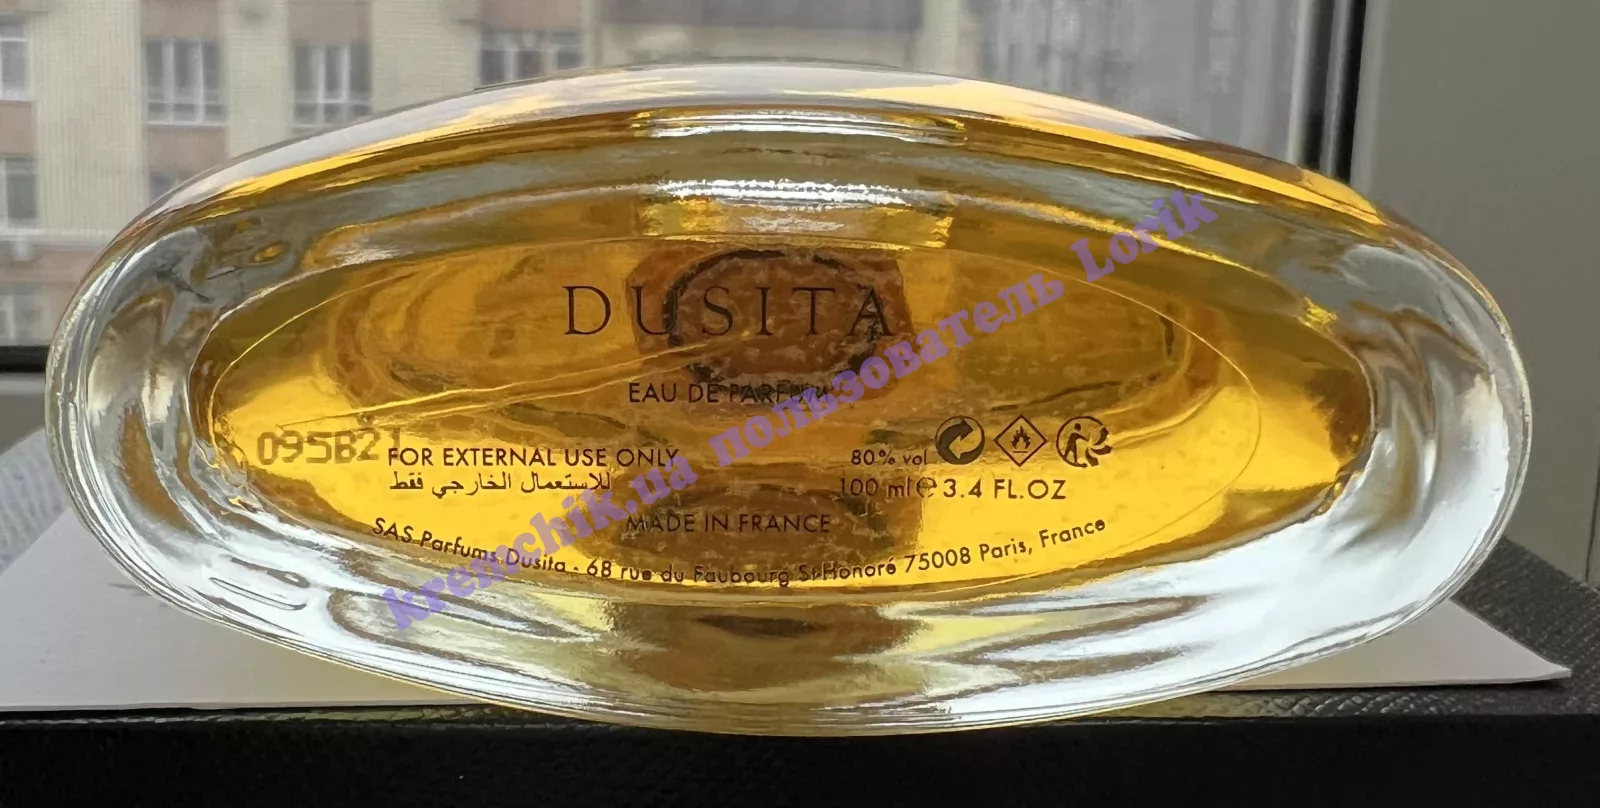 DUSITA
EAU DE PARFUM
095B21
FOR EXTERNAL USE ONLY
للاستعمال الخارجي فقط
80% vol
100 ml e 3.4 FL.OZ
MADE IN FRANCE
SAS Parfums Dusita - 68 rue du Faubourg St Honoré 75008 Paris, France
krenchik.ua пользователь Lorik